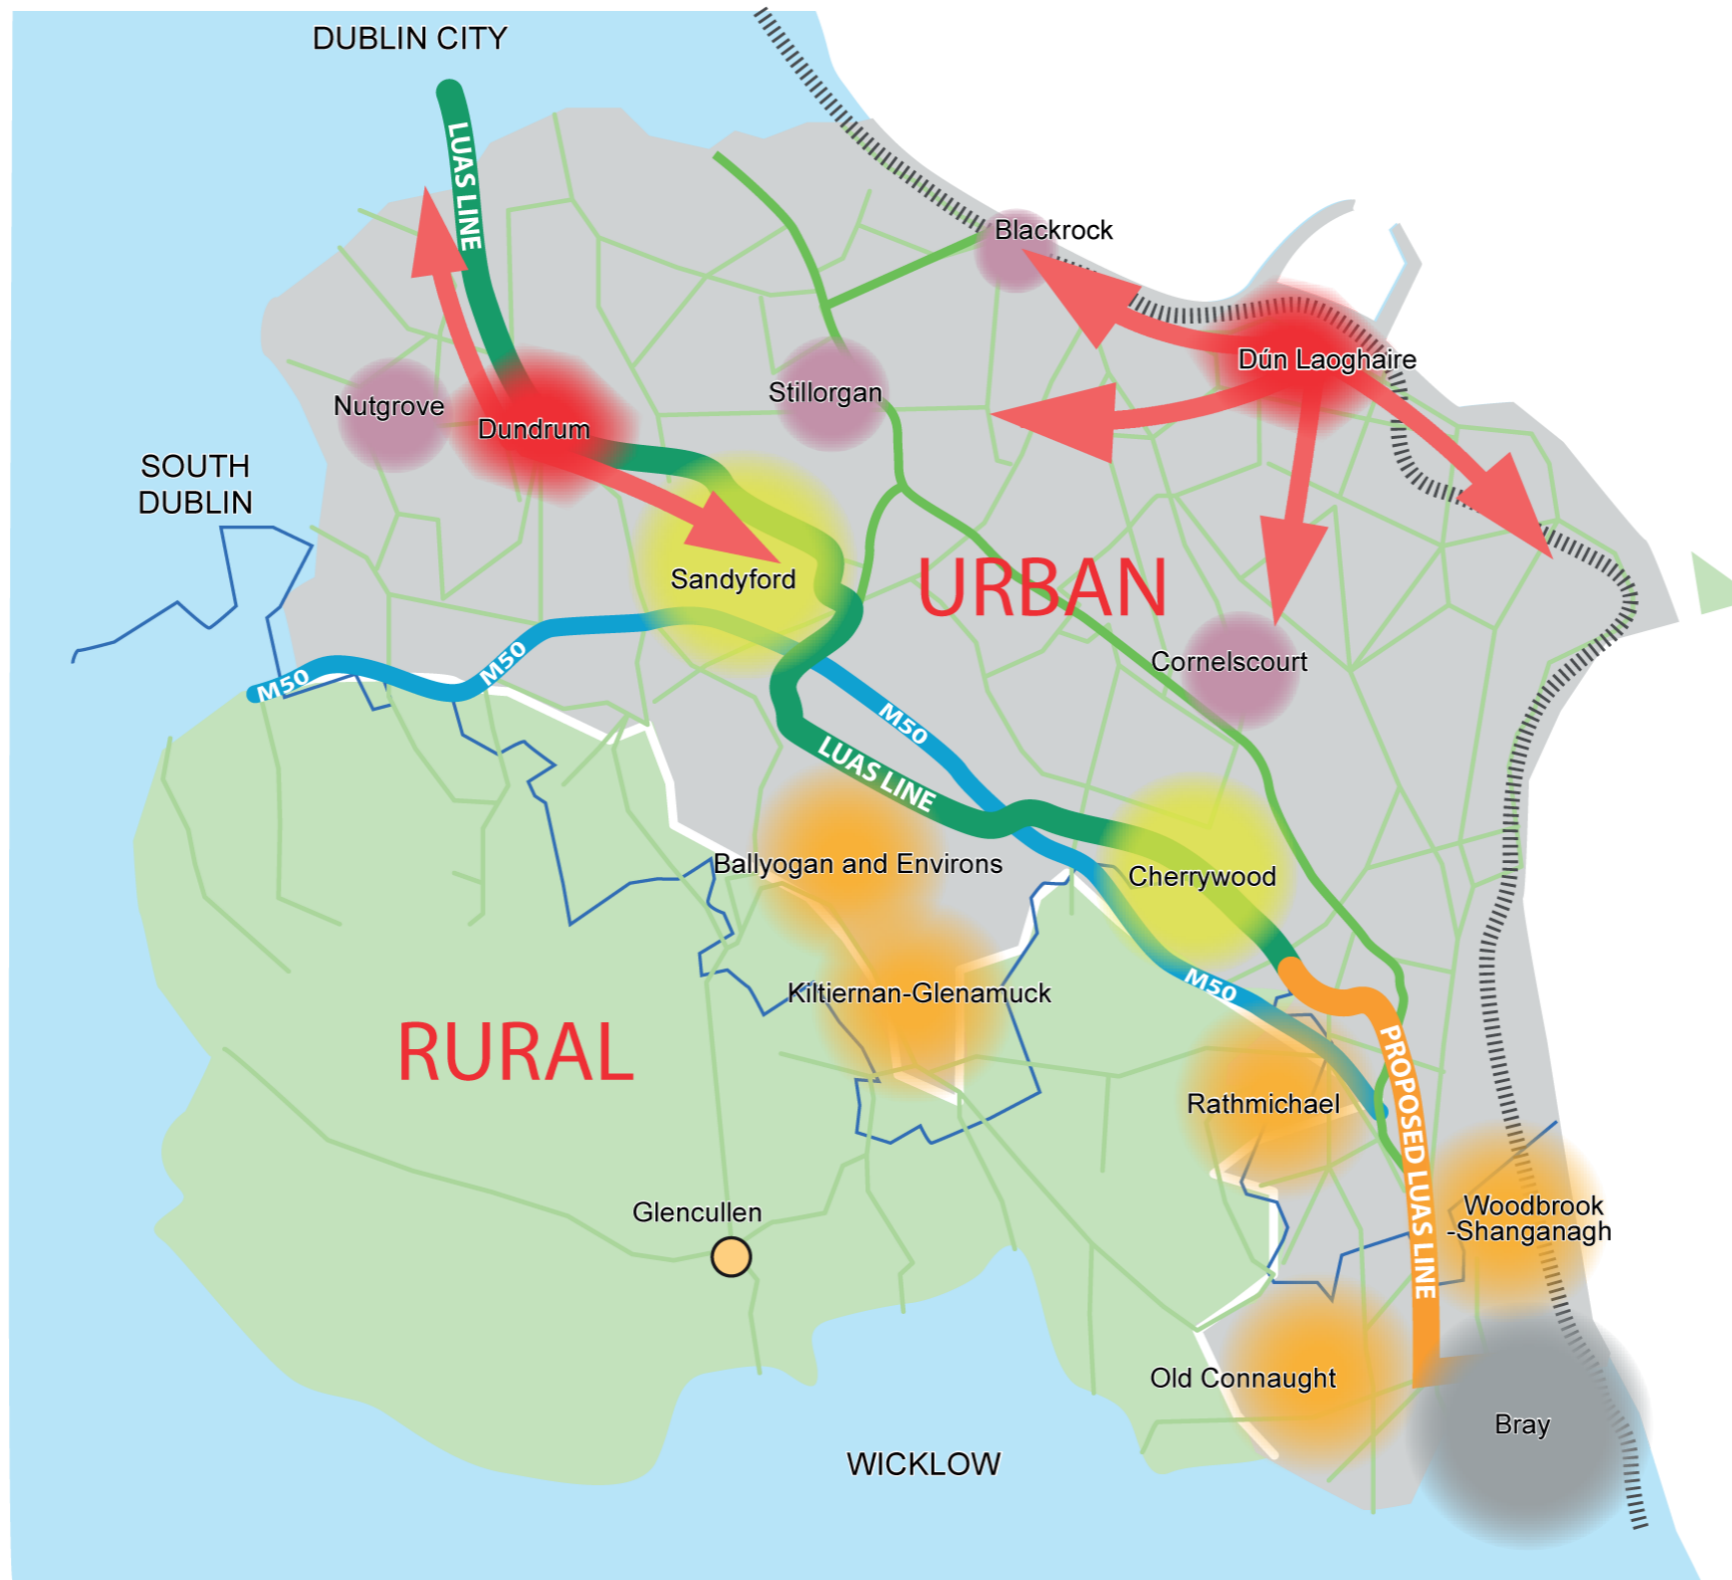 DUBLIN CITY
LUAS LINE
Blackrock
Dún Laoghaire
Stillorgan
Nutgrove
Dundrum
SOUTH
DUBLIN
Sandyford
URBAN
Cornelscourt
M50
M50
M50
LUAS LINE
Ballyogan and Environs
Cherrywood
M50
Kiltiernan-Glenamuck
RURAL
PROPOSED LUAS LINE
Rathmichael
Glencullen
Woodbrook
-Shanganagh
Old Connaught
Bray
WICKLOW